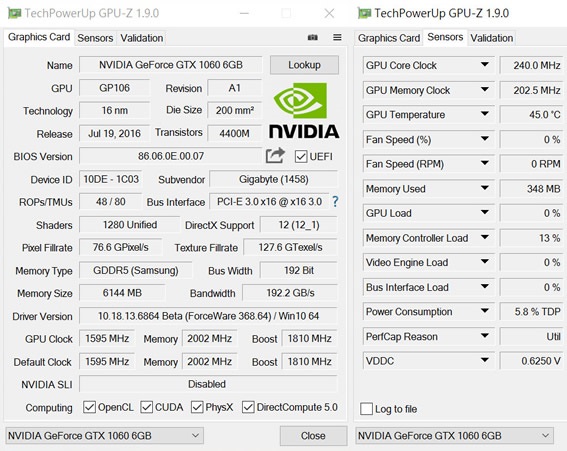 TechPowerUp GPU-Z 1.9.0
Graphics Card Sensors Validation
Name NVIDIA GeForce GTX 1060 6GB Lookup
GPU GP106 Revision A1
Technology 16 nm Die Size 200 mm²
Release Jul 19, 2016 Transistors 4400M
NVIDIA
BIOS Version 86.06.0E.00.07 UEFI
Device ID 10DE - 1C03 Subvendor Gigabyte (1458)
ROPs/TMUs 48 / 80 Bus Interface PCI-E 3.0 x16 @ x16 3.0 ?
Shaders 1280 Unified DirectX Support 12 (12_1)
Pixel Fillrate 76.6 GPixel/s Texture Fillrate 127.6 GTexel/s
Memory Type GDDR5 (Samsung) Bus Width 192 Bit
Memory Size 6144 MB Bandwidth 192.2 GB/s
Driver Version 10.18.13.6864 Beta (ForceWare 368.64) / Win10 64
GPU Clock 1595 MHz Memory 2002 MHz Boost 1810 MHz
Default Clock 1595 MHz Memory 2002 MHz Boost 1810 MHz
NVIDIA SLI Disabled
Computing OpenCL CUDA PhysX DirectCompute 5.0
NVIDIA GeForce GTX 1060 6GB Close
TechPowerUp GPU-Z 1.9.0
Graphics Card Sensors Validation
GPU Core Clock 240.0 MHz
GPU Memory Clock 202.5 MHz
GPU Temperature 45.0 °C
Fan Speed (%) 0 %
Fan Speed (RPM) 0 RPM
Memory Used 348 MB
GPU Load 0 %
Memory Controller Load 13 %
Video Engine Load 0 %
Bus Interface Load 0 %
Power Consumption 5.8 % TDP
PerfCap Reason Util
VDDC 0.6250 V
Log to file
NVIDIA GeForce GTX 1060 6GB